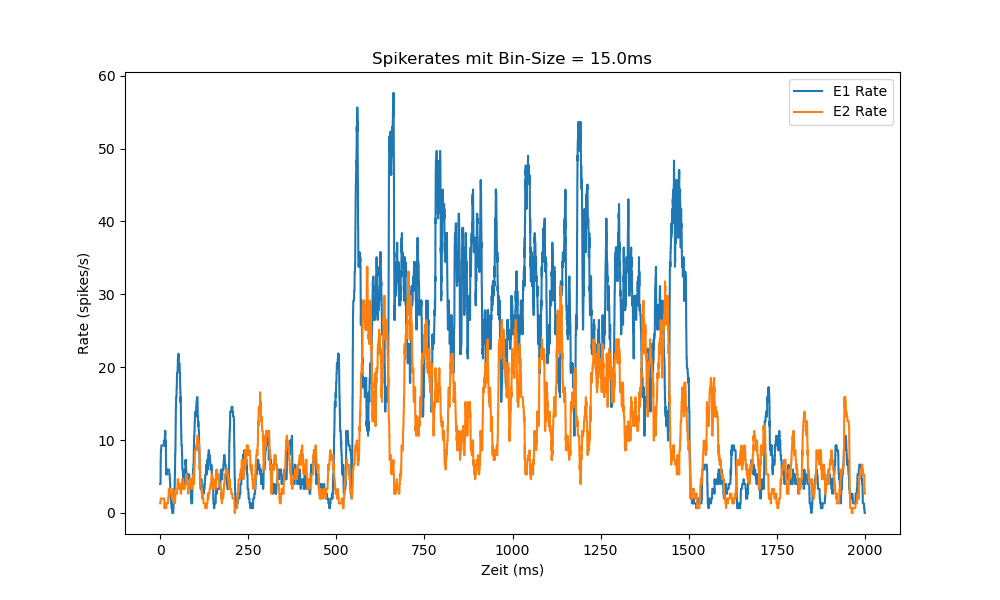 Spikerates mit Bin-Size = 15.0ms
E1 Rate
E2 Rate
60
50
40
30
20
10
0
Rate (spikes/s)
0 250 500 750 1000 1250 1500 1750 2000
Zeit (ms)